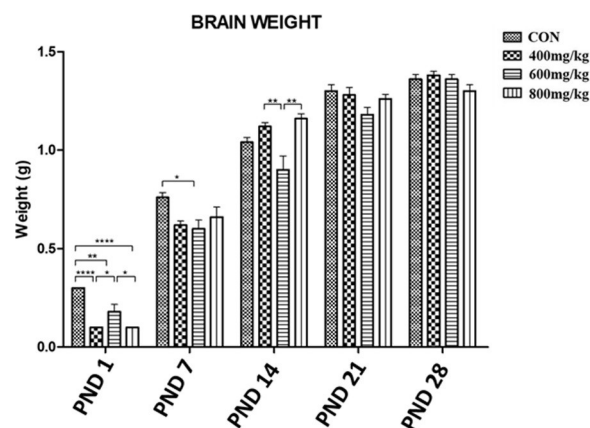 BRAIN WEIGHT
CON
400mg/kg
600mg/kg
800mg/kg
Weight (g)
1.5
1.0
0.5
0.0
** **
*
****
**
**** * *
PND 1
PND 7
PND 14
PND 21
PND 28